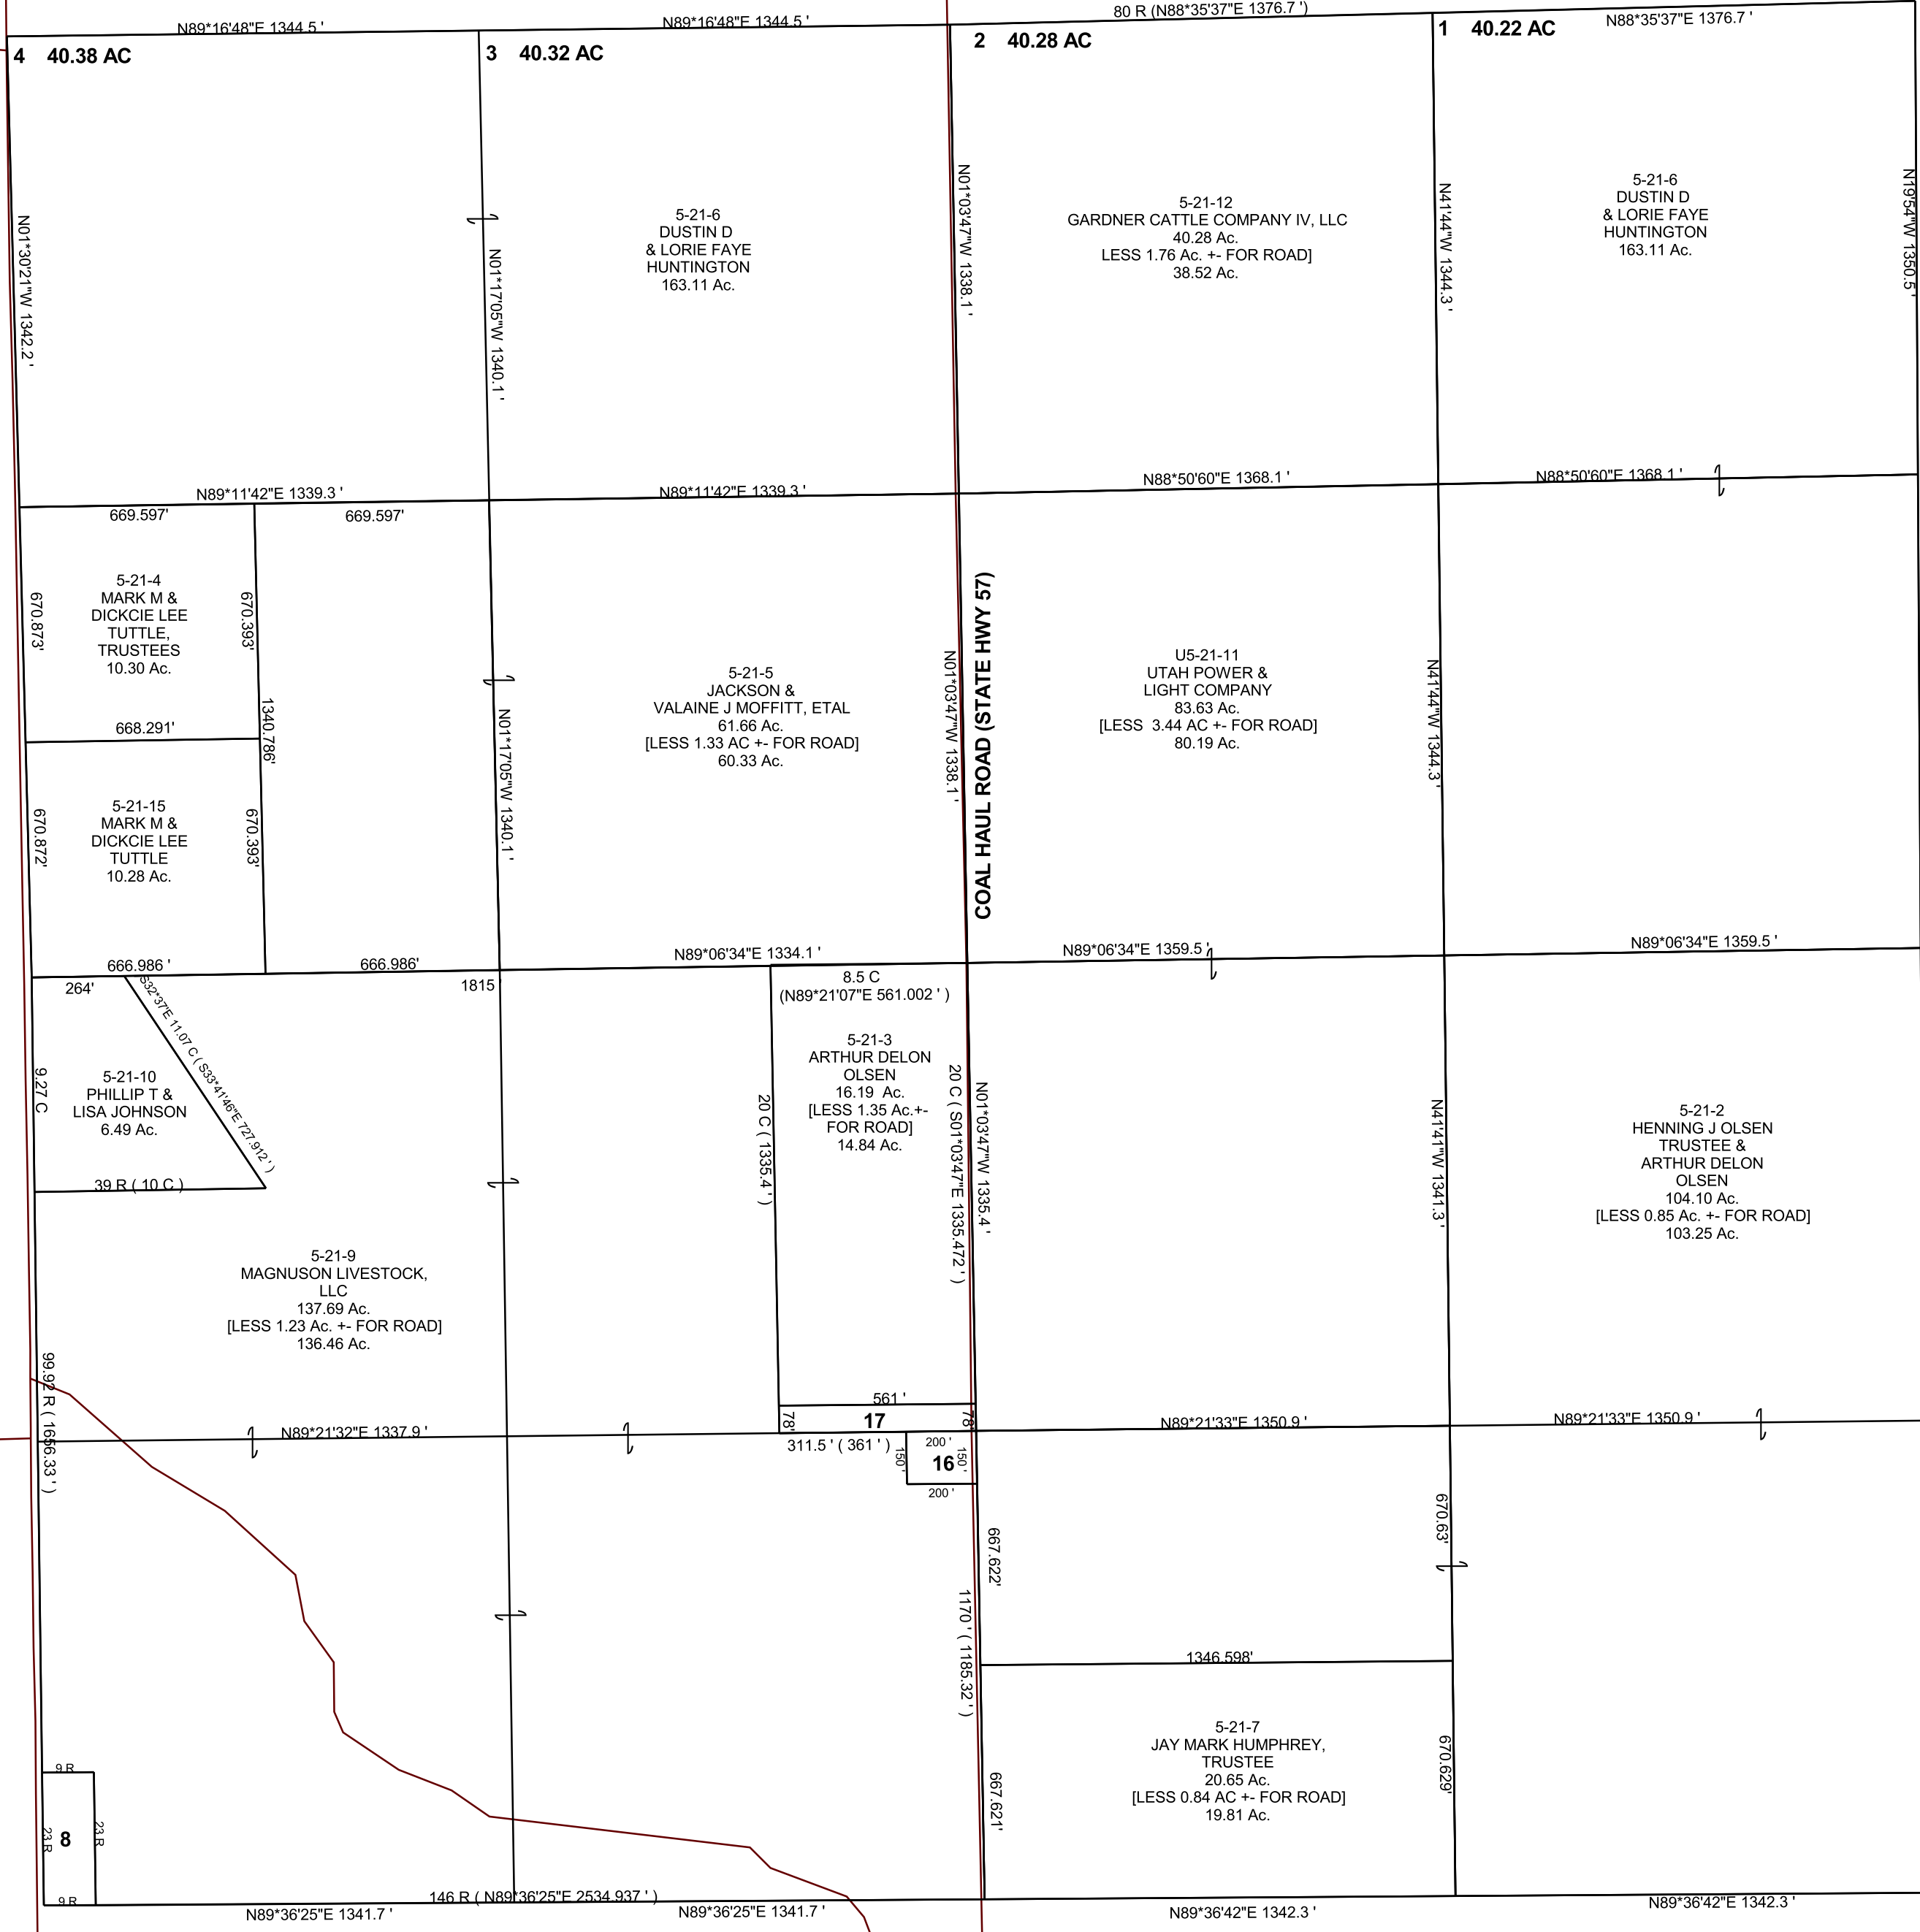 N89*16'48"E 1344.5 '
N89*16'48"E 1344.5 '
80 R (N88*35'37"E 1376.7 ')
N88*35'37"E 1376.7 '
4 40.38 AC
3 40.32 AC
2 40.28 AC
1 40.22 AC
N01*30'21"W 1342.2 '
N01*17'05"W 1340.1 '
5-21-6
DUSTIN D
& LORIE FAYE
HUNTINGTON
163.11 Ac.
N01*03'47"W 1338.1 '
5-21-12
GARDNER CATTLE COMPANY IV, LLC
40.28 Ac.
LESS 1.76 Ac. +- FOR ROAD]
38.52 Ac.
N41'44"W 1344.3 '
5-21-6
DUSTIN D
& LORIE FAYE
HUNTINGTON
163.11 Ac.
N19'54"W 1350.5 '
N89*11'42"E 1339.3 '
N89*11'42"E 1339.3 '
N88*50'60"E 1368.1 '
N88*50'60"E 1368.1 '
669.597'
669.597'
670.873'
5-21-4
MARK M &
DICKCIE LEE
TUTTLE,
TRUSTEES
10.30 Ac.
670.393'
668.291'
1340.786'
670.872'
5-21-15
MARK M &
DICKCIE LEE
TUTTLE
10.28 Ac.
670.393'
N01*17'05"W 1340.1 '
5-21-5
JACKSON &
VALAINE J MOFFITT, ETAL
61.66 Ac.
[LESS 1.33 AC +- FOR ROAD]
60.33 Ac.
N01*03'47"W 1338.1 '
COAL HAUL ROAD (STATE HWY 57)
U5-21-11
UTAH POWER &
LIGHT COMPANY
83.63 Ac.
[LESS 3.44 AC +- FOR ROAD]
80.19 Ac.
N41'44"W 1344.3 '
666.986 '
666.986'
N89*06'34"E 1334.1 '
N89*06'34"E 1359.5 '
N89*06'34"E 1359.5 '
264'
1815
8.5 C
(N89*21'07"E 561.002 ' )
S32*37'E 11.07 C ( S33*41'46"E 727.912 ' )
9.27 C
5-21-10
PHILLIP T &
LISA JOHNSON
6.49 Ac.
39 R ( 10 C )
20 C ( 1335.4 ' )
5-21-3
ARTHUR DELON
OLSEN
16.19 Ac.
[LESS 1.35 Ac.+-
FOR ROAD]
14.84 Ac.
20 C ( S01*03'47"E 1335.472 ' )
N01*03'47"W 1335.4 '
N41'41"W 1341.3 '
5-21-2
HENNING J OLSEN
TRUSTEE &
ARTHUR DELON
OLSEN
104.10 Ac.
[LESS 0.85 Ac. +- FOR ROAD]
103.25 Ac.
5-21-9
MAGNUSON LIVESTOCK,
LLC
137.69 Ac.
[LESS 1.23 Ac. +- FOR ROAD]
136.46 Ac.
99.92 R ( 1656.33 ' )
561 '
78'
17
78'
N89*21'32"E 1337.9 '
N89*21'33"E 1350.9 '
N89*21'33"E 1350.9 '
311.5 ' ( 361 ' )
200 '
150 '
16
150 '
200 '
667.622'
670.63'
1170 ' ( 1185.32 ' )
1346.598'
667.621'
5-21-7
JAY MARK HUMPHREY,
TRUSTEE
20.65 Ac.
[LESS 0.84 AC +- FOR ROAD]
19.81 Ac.
670.629'
9 R
23 R
8
23 R
9 R
146 R ( N89*36'25"E 2534.937 ' )
N89*36'25"E 1341.7 '
N89*36'25"E 1341.7 '
N89*36'42"E 1342.3 '
N89*36'42"E 1342.3 '